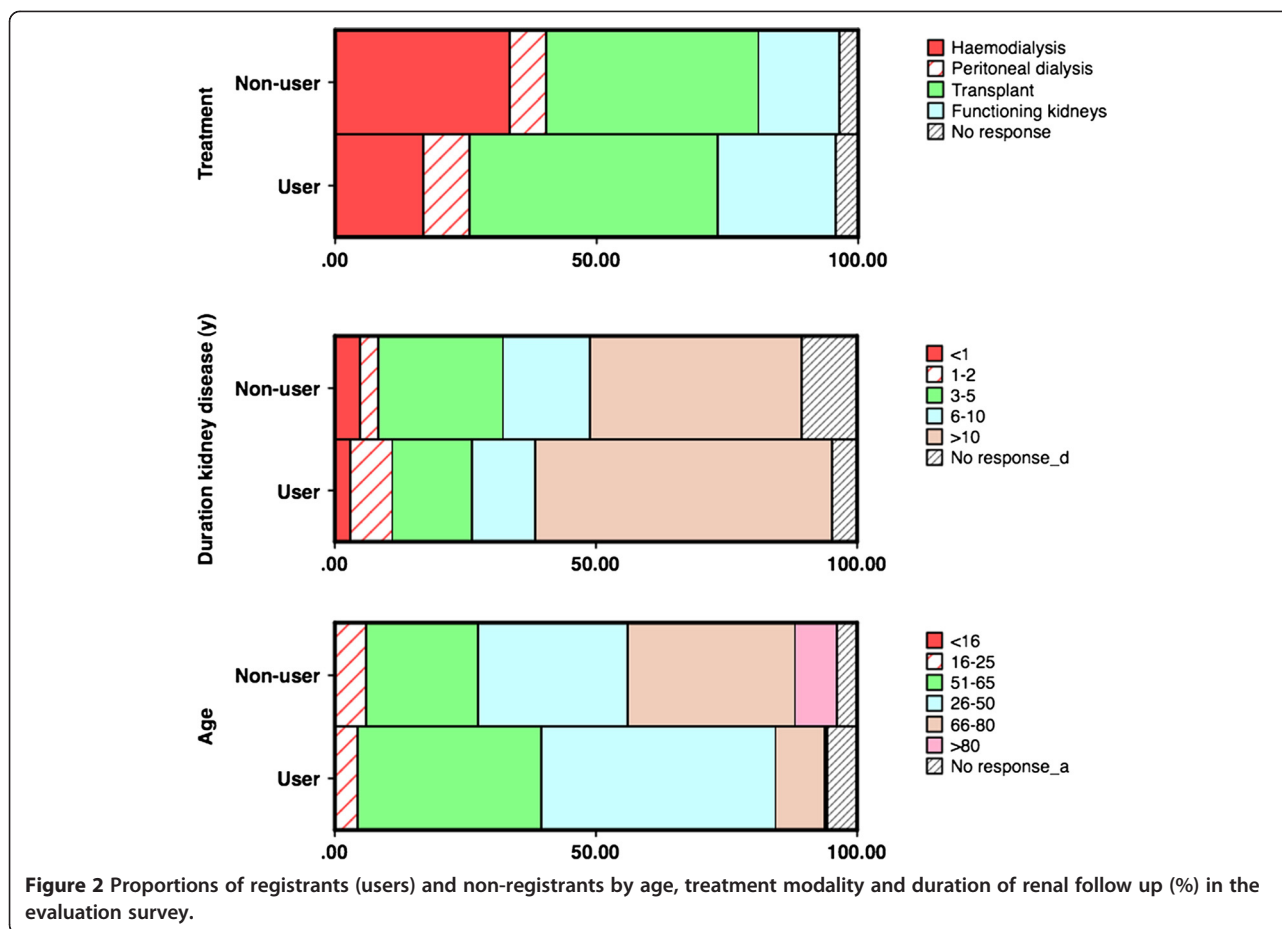 Treatment
Non-user
User
.00 50.00 100.00
Haemodialysis
Peritoneal dialysis
Transplant
Functioning kidneys
No response
Duration kidney disease (y)
Non-user
User
.00 50.00 100.00
<1
1-2
3-5
6-10
>10
No response_d
Age
Non-user
User
.00 50.00 100.00
<16
16-25
51-65
26-50
66-80
>80
No response_a
Figure 2 Proportions of registrants (users) and non-registrants by age, treatment modality and duration of renal follow up (%) in the
evaluation survey.